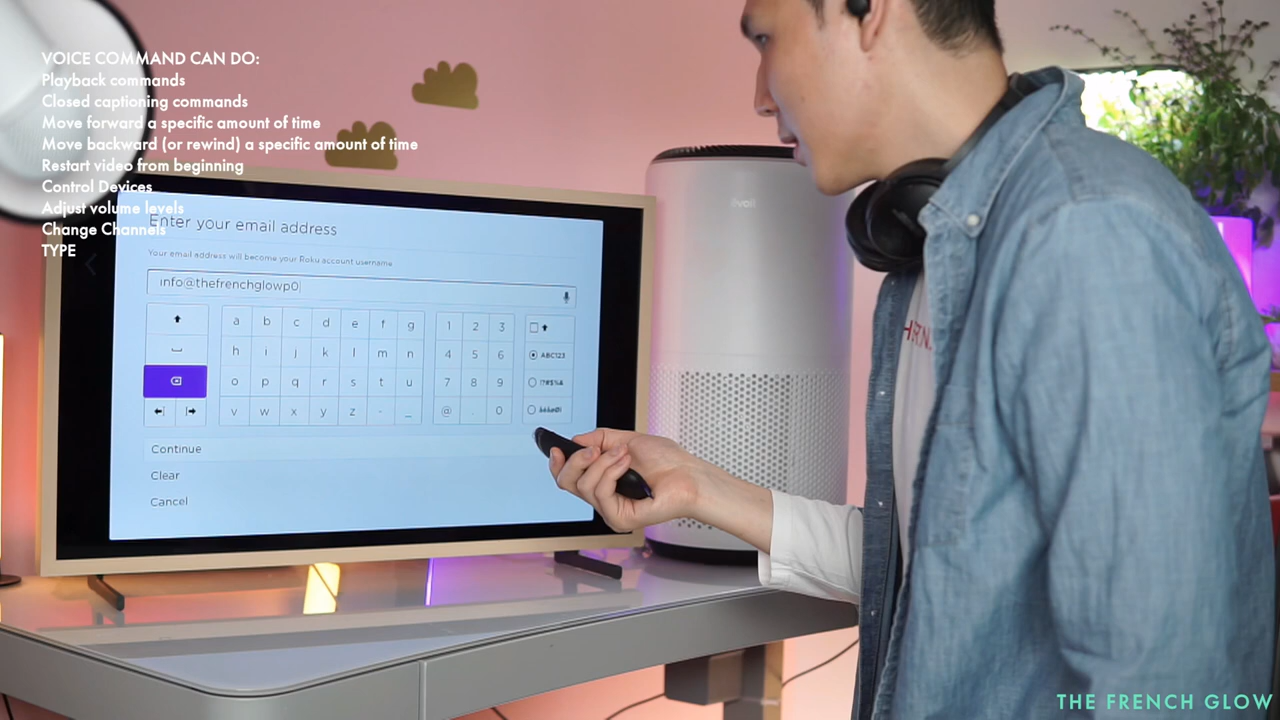 VOICE COMMAND CAN DO:
Playback commands
Closed captioning commands
Move forward a specific amount of time
Move backward (or rewind) a specific amount of time
Restart video from beginning
Control Devices
Adjust volume levels
Change Channels
TYPE
Enter your email address
Your email address will become your Roku account username
info@thefrenchglowp0
a b c d e f g 1 2 3
h i j k l m n 4 5 6 ABC123
o p q r s t u 7 8 9
v w x y z - _ @ . 0
Continue
Clear
Cancel
THE FRENCH GLOW